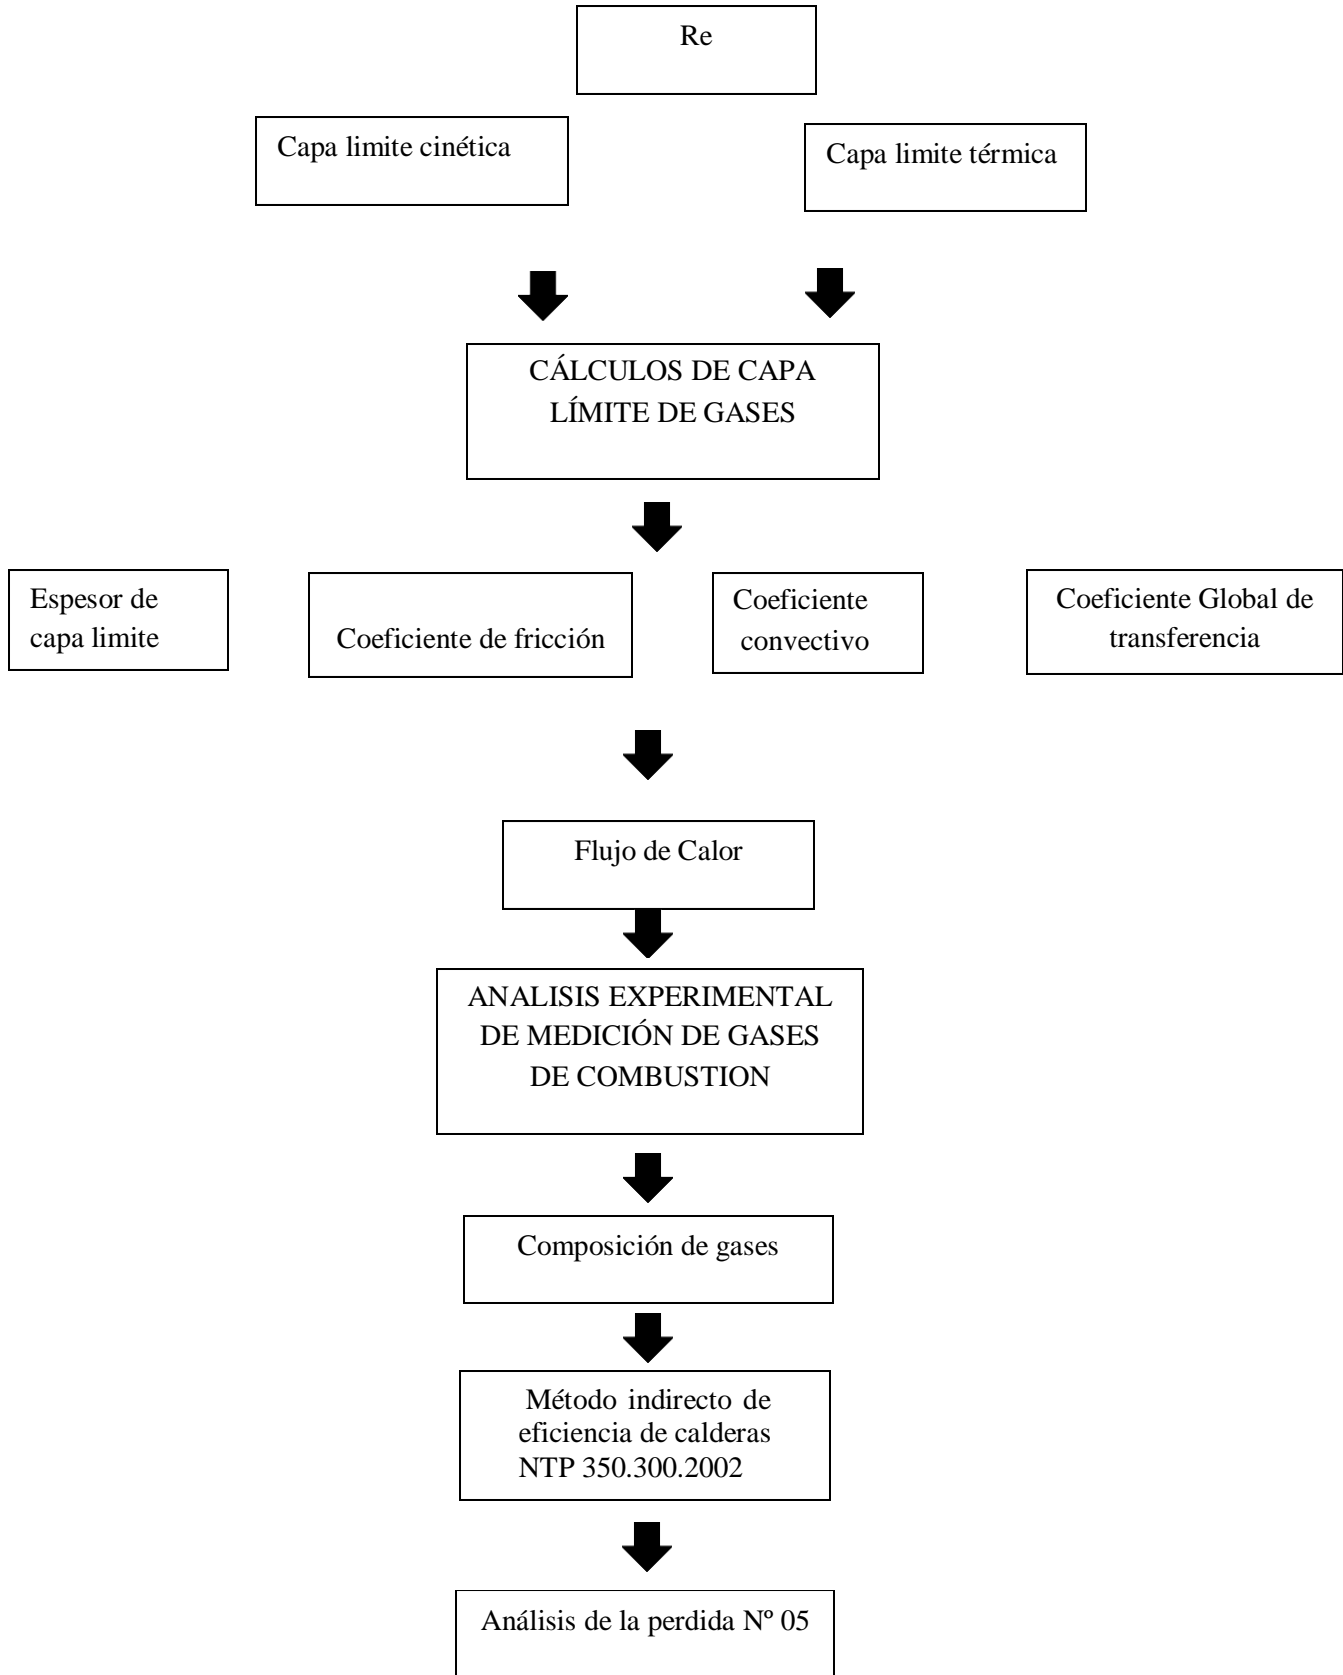 Re
Capa limite cinética
Capa limite térmica
CÁLCULOS DE CAPA
LÍMITE DE GASES
Espesor de
capa limite
Coeficiente de fricción
Coeficiente
convectivo
Coeficiente Global de
transferencia
Flujo de Calor
ANALISIS EXPERIMENTAL
DE MEDICIÓN DE GASES
DE COMBUSTION
Composición de gases
Método indirecto de
eficiencia de calderas
NTP 350.300.2002
Análisis de la perdida Nº 05